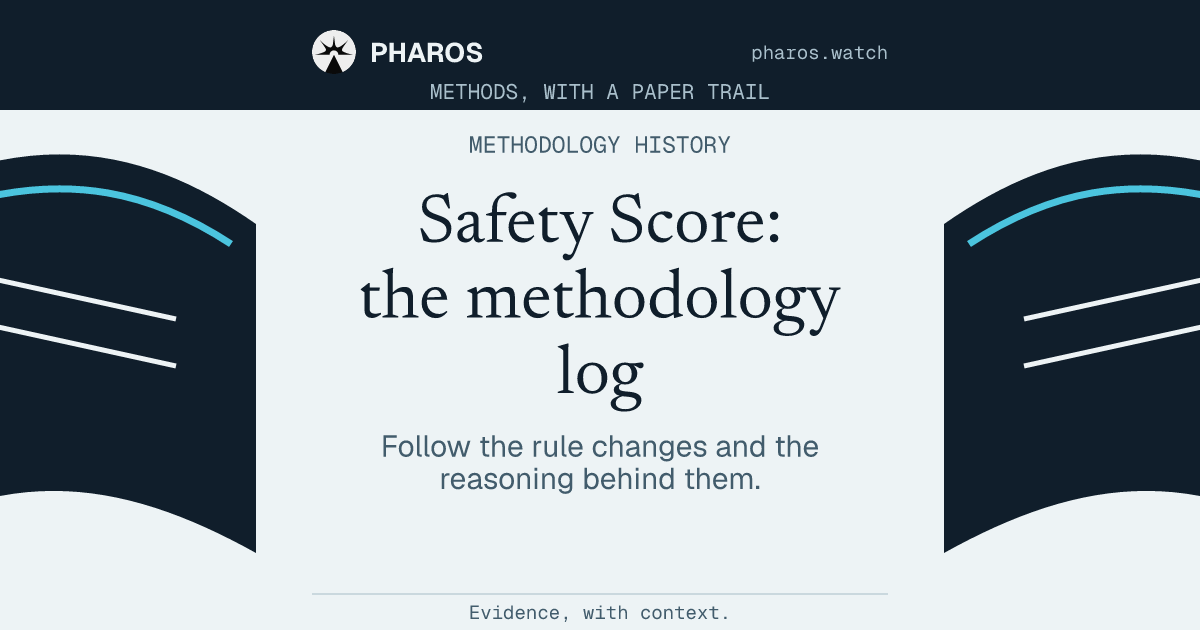 PHAROS
pharos.watch
METHODS, WITH A PAPER TRAIL
METHODOLOGY HISTORY
Safety Score:
the methodology
log
Follow the rule changes and the
reasoning behind them.
Evidence, with context.